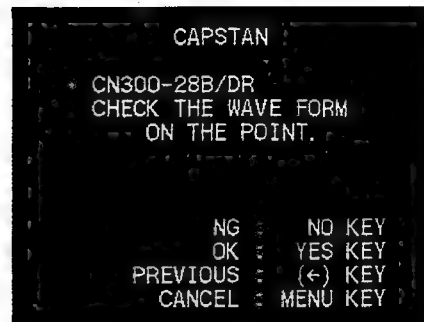 CAPSTAN
* CN300-28B/DR
CHECK THE WAVE FORM
ON THE POINT.
NG : NO KEY
OK : YES KEY
PREVIOUS : (←) KEY
CANCEL : MENU KEY